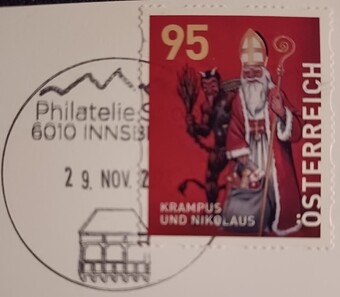 95
ÖSTERREICH
KRAMPUS
UND NIKOLAUS
Philatelie.S
6010 INNSB
29. NOV. 2